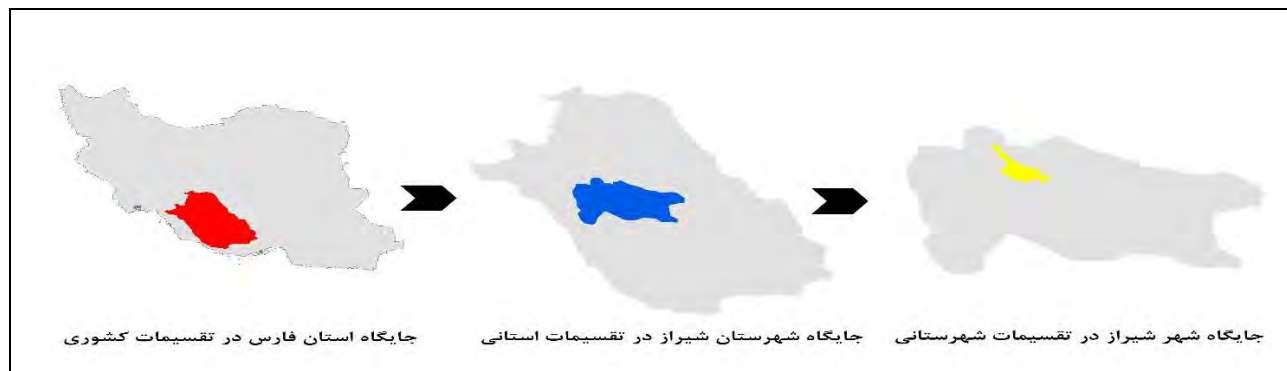 جایگاه استان فارس در تقسیمات کشوری
جایگاه شهرستان شیراز در تقسیمات استانی
جایگاه شهر شیراز در تقسیمات شهرستانی